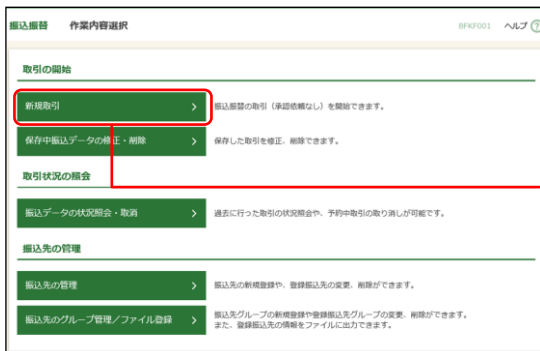 振込振替 作業内容選択 BFKF001 ヘルプ ?
取引の開始
新規取引 > 振込振替の取引（承認依頼なし）を開始できます。
保存中振込データの修正・削除 > 保存した取引を修正、削除できます。
取引状況の照会
振込データの状況照会・取消 > 過去に行った取引の状況照会や、予約中取引の取り消しが可能です。
振込先の管理
振込先の管理 > 振込先の新規登録や、登録振込先の変更、削除ができます。
振込先のグループ管理／ファイル登録 > 振込先グループの新規登録や登録振込先グループの変更、削除ができます。
また、登録振込先の情報をファイルに出力できます。